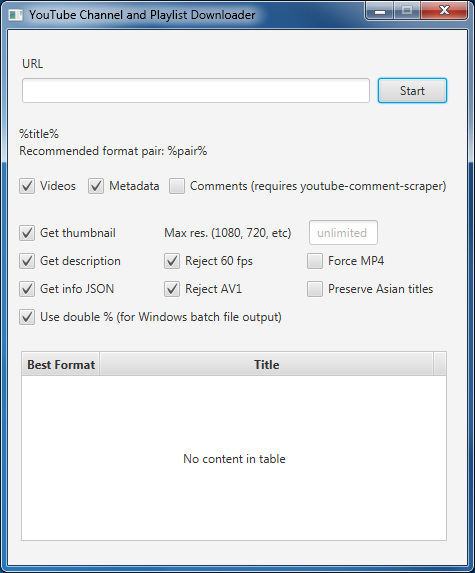 YouTube Channel and Playlist Downloader
URL
Start
%title%
Recommended format pair: %pair%
Videos Metadata Comments (requires youtube-comment-scraper)
Get thumbnail Max res. (1080, 720, etc) unlimited
Get description Reject 60 fps Force MP4
Get info JSON Reject AV1 Preserve Asian titles
Use double % (for Windows batch file output)
Best Format Title
No content in table